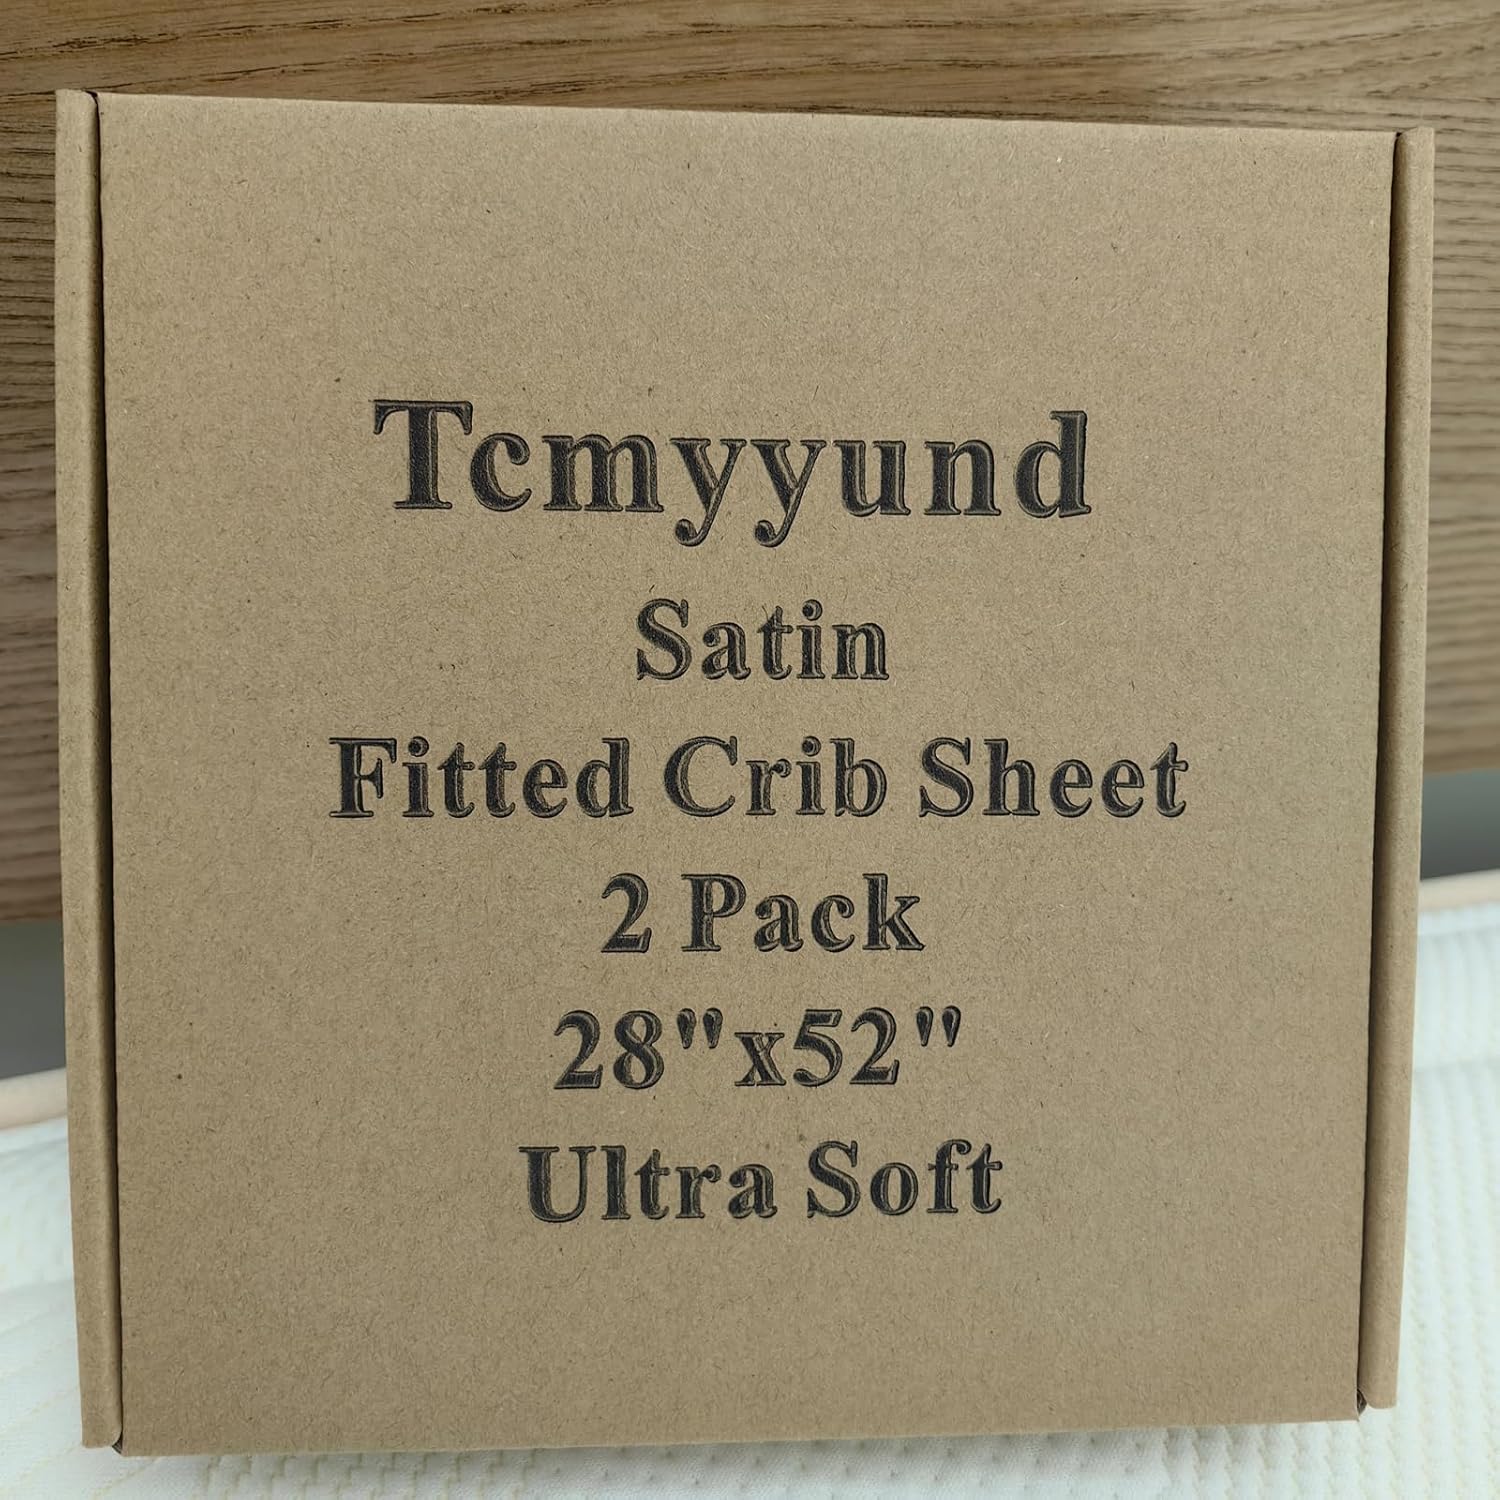 Tcmyyund
Satin
Fitted Crib Sheet
2 Pack
28"x52"
Ultra Soft